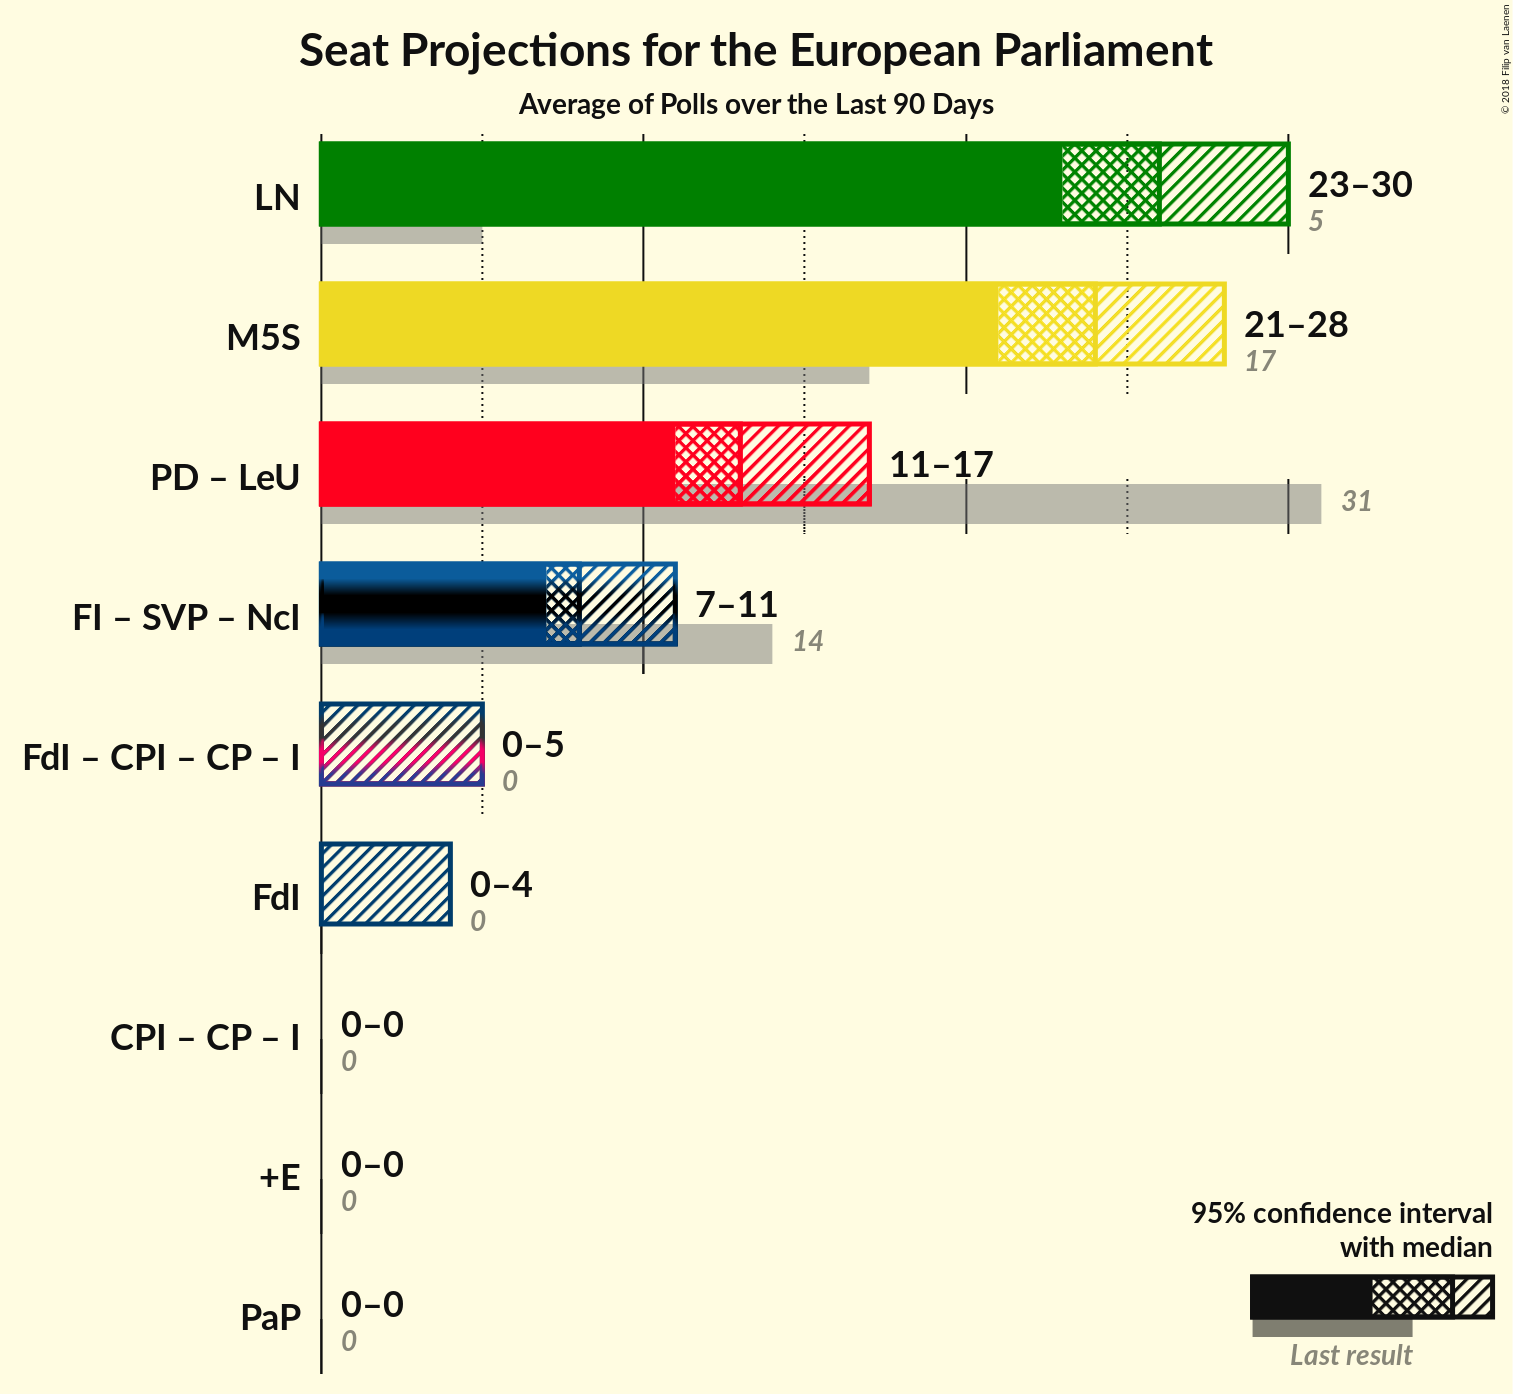 Seat Projections for the European Parliament
Average of Polls over the Last 90 Days
© 2018 Filip van Laenen
LN
23–30
5
M5S
21–28
17
PD – LeU
11–17
31
FI – SVP – NcI
7–11
14
FdI – CPI – CP – I
0–5
0
FdI
0–4
0
CPI – CP – I
0–0
0
+E
0–0
0
PaP
0–0
0
95% confidence interval
with median
Last result